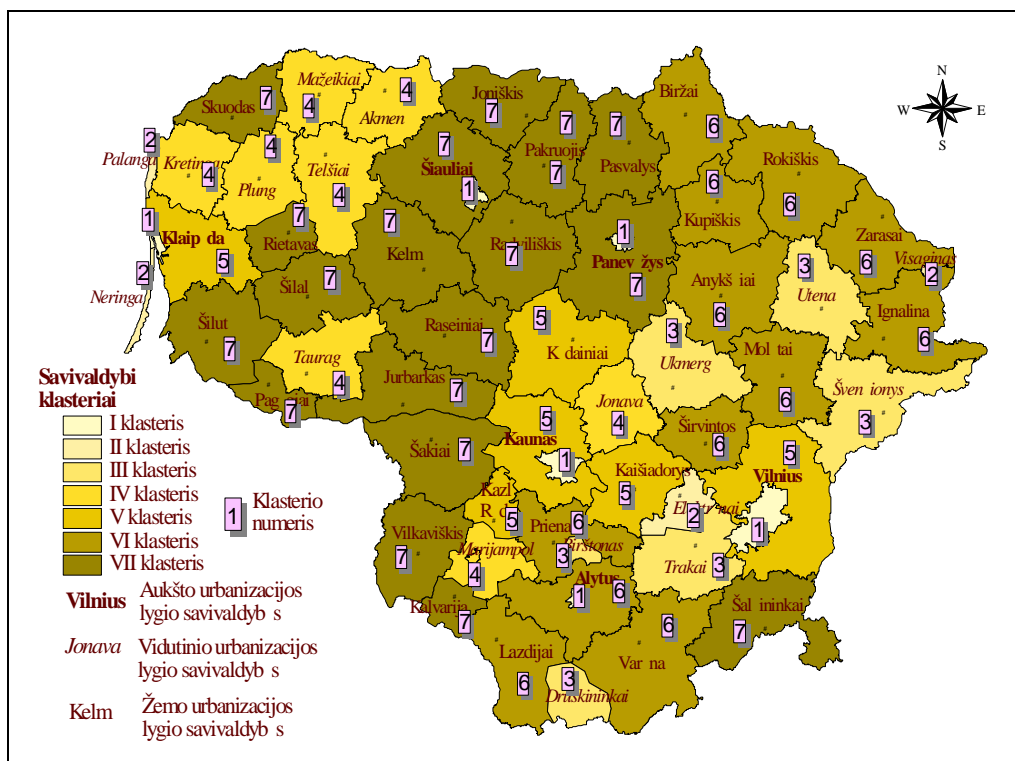 N
W E
S
Mažeikiai
Skuodas 7 4
4
Akmen
Joniškis
7
7 7
Biržai
6
Palanga
2
Kretinga
4
4
Plung
Telšiai
4
7
Šiauliai
1
Pakruojis
7
Pasvalys
Rokiškis
6
6
Kupiškis
1
Klaip da
5
7
Rietavas
7
Kelm
Radviliškis
7
1
Panev žys
7
Zarasai
6
Visaginas
2
2
Neringa
Šilal
7
Anykš iai
6
3
Utena
Ignalina
6
Šilut
7
Taurag
4
Raseiniai
7
5
K dainiai
3
Ukmerg
Mol tai
6
Šven ionys
3
Pag giai
7
Jurbarkas
7
Jonava
4
Širvintos
6
Šakiai
7
5
Kaunas
1
Kaišiadorys
5
5
Vilnius
1
Kazl
R d
5
Elektr nai
2
Vilkaviškis
7
Priena
6
Birštonas
3
Marijampol
4
Trakai
3
Alytus
1
6
Kalvarija
7
6
Var na
Šal ininkai
7
Lazdijai
6
3
Druskininkai
Savivaldybi
klasteriai
I klasteris
II klasteris
III klasteris
IV klasteris
V klasteris
VI klasteris
VII klasteris
1 Klasterio
numeris
Vilnius Aukšto urbanizacijos
lygio savivaldyb s
Jonava Vidutinio urbanizacijos
lygio savivaldyb s
Kelm Žemo urbanizacijos
lygio savivaldyb s